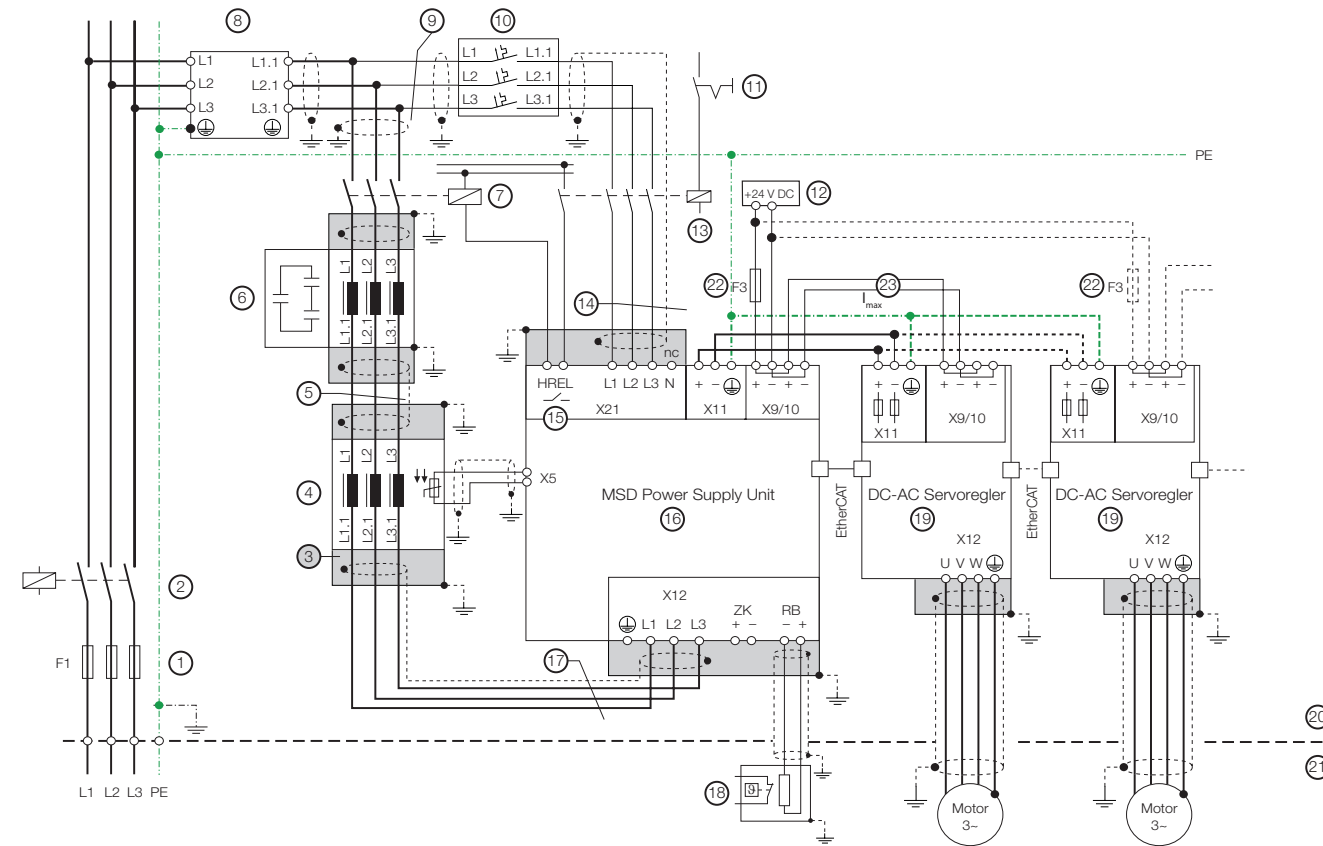 8
9
10
L1 L1.1
L2 L2.1
L3 L3.1
L1 L1.1
L2 L2.1
L3 L3.1
11
PE
7
+24 V DC
12
13
6
L1 L2 L3
L1.1 L2.1 L3.1
14
22 F3
23
Imax
22 F3
nc
5
HREL
L1 L2 L3 N
15
X21
+ −
X11
+ − + −
X9/10
+ −
X11
+ − + −
X9/10
+ −
X11
+ − + −
X9/10
4
L1 L2 L3
L1.1 L2.1 L3.1
X5
MSD Power Supply Unit
16
EtherCAT
DC-AC Servoregler
19
EtherCAT
DC-AC Servoregler
19
3
X12
U V W
X12
U V W
2
X12
L1 L2 L3
ZK
+ −
RB
− +
F1
1
17
20
21
L1 L2 L3 PE
18
ϑ
Motor
3~
Motor
3~